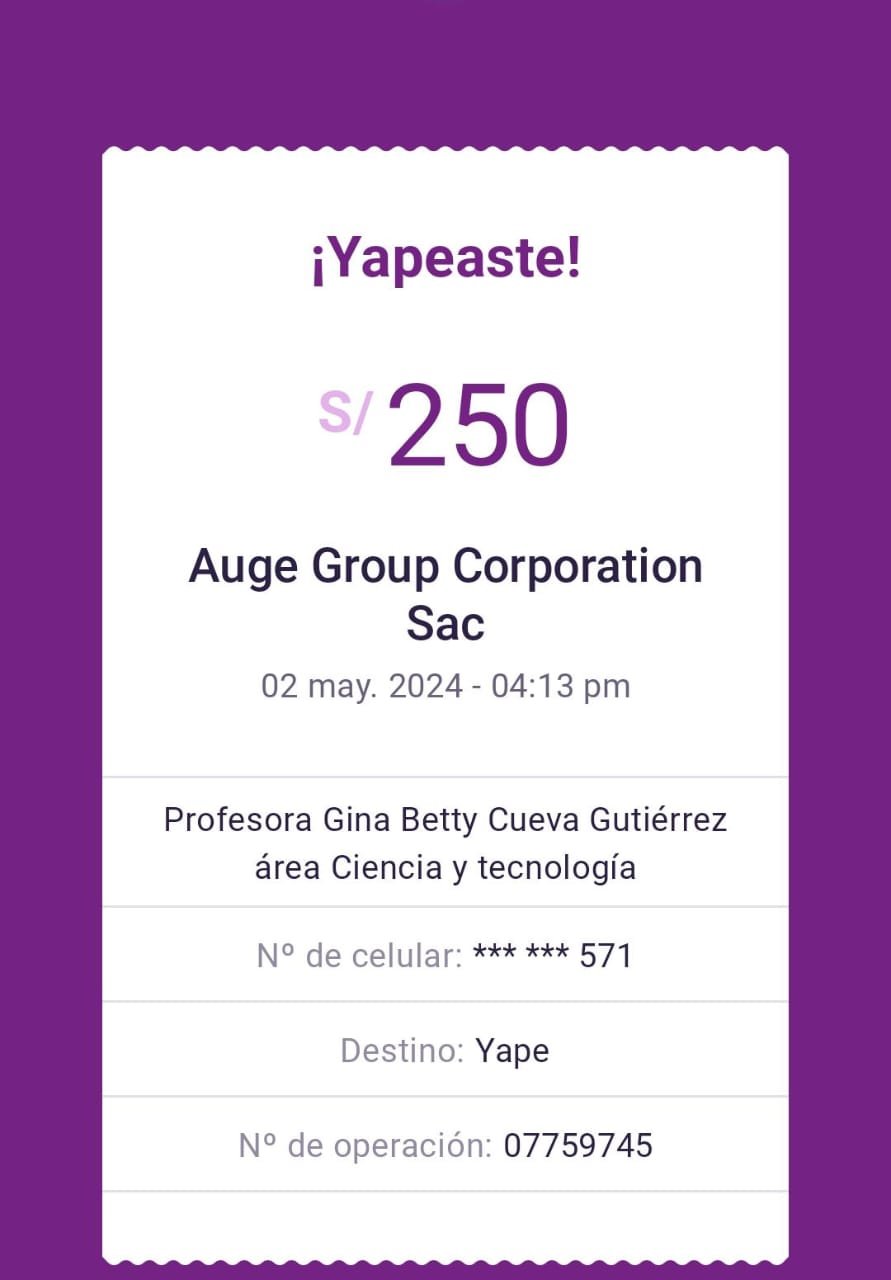 ¡Yapeaste!
S/ 250
Auge Group Corporation
Sac
02 may. 2024 - 04:13 pm
Profesora Gina Betty Cueva Gutiérrez
área Ciencia y tecnología
Nº de celular: *** *** 571
Destino: Yape
Nº de operación: 07759745